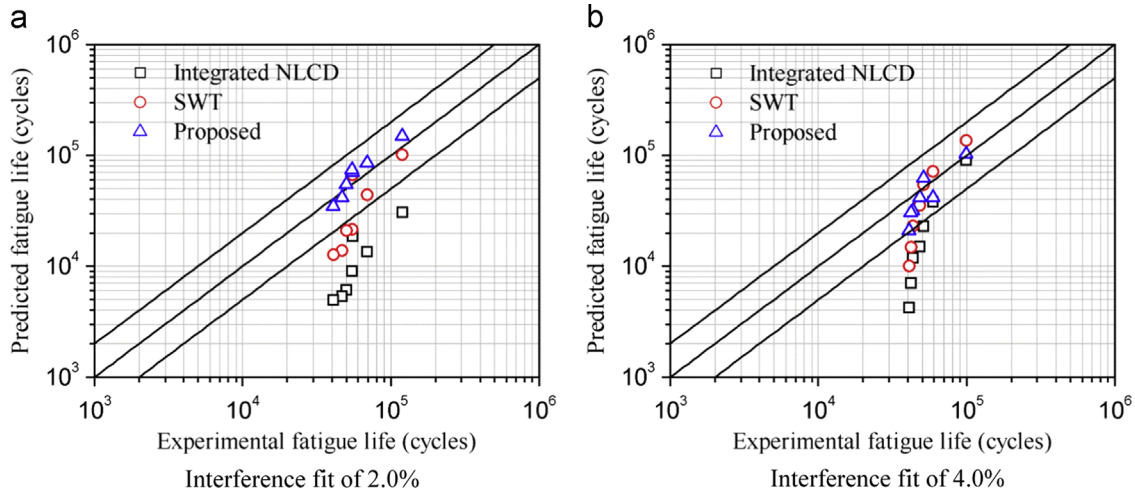 a
10^6
10^5
10^4
10^3
Predicted fatigue life (cycles)
Integrated NLCD
SWT
Proposed
10^3 10^4 10^5 10^6
Experimental fatigue life (cycles)
Interference fit of 2.0%
b
10^6
10^5
10^4
10^3
Predicted fatigue life (cycles)
Integrated NLCD
SWT
Proposed
10^3 10^4 10^5 10^6
Experimental fatigue life (cycles)
Interference fit of 4.0%